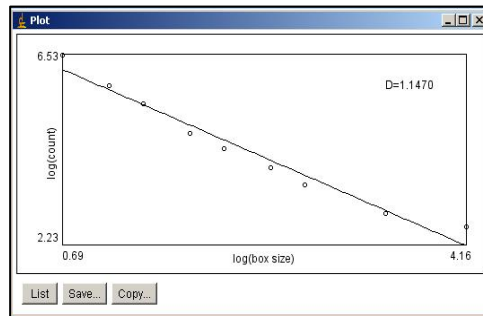 Plot
6.53
D=1.1470
log(count)
2.23
0.69
log(box size)
4.16
List
Save...
Copy...